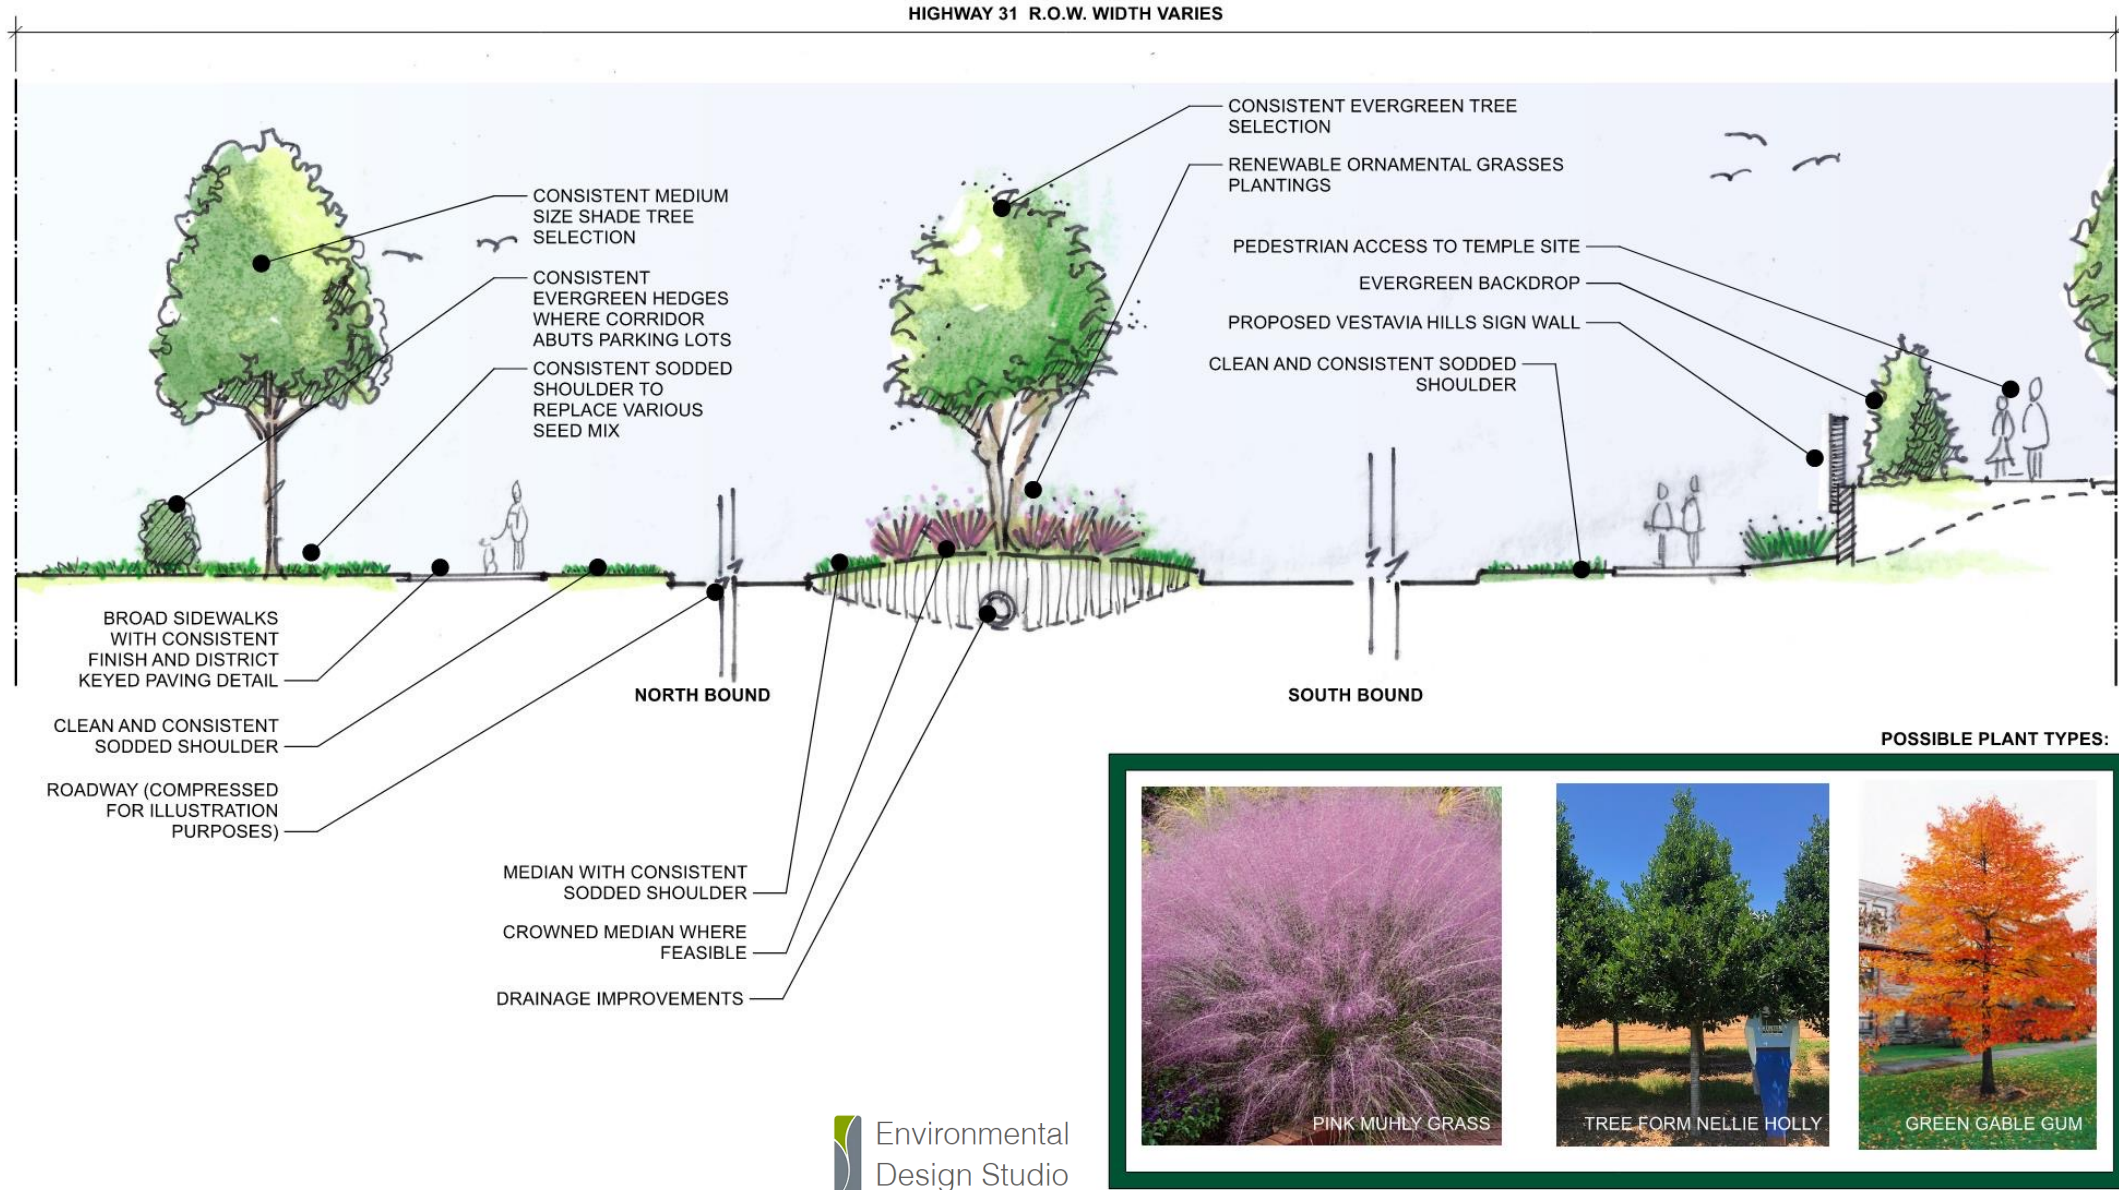 HIGHWAY 31 R.O.W. WIDTH VARIES
CONSISTENT MEDIUM
SIZE SHADE TREE
SELECTION
CONSISTENT
EVERGREEN HEDGES
WHERE CORRIDOR
ABUTS PARKING LOTS
CONSISTENT SODDED
SHOULDER TO
REPLACE VARIOUS
SEED MIX
CONSISTENT EVERGREEN TREE
SELECTION
RENEWABLE ORNAMENTAL GRASSES
PLANTINGS
PEDESTRIAN ACCESS TO TEMPLE SITE
EVERGREEN BACKDROP
PROPOSED VESTAVIA HILLS SIGN WALL
CLEAN AND CONSISTENT SODDED
SHOULDER
BROAD SIDEWALKS
WITH CONSISTENT
FINISH AND DISTRICT
KEYED PAVING DETAIL
CLEAN AND CONSISTENT
SODDED SHOULDER
ROADWAY (COMPRESSED
FOR ILLUSTRATION
PURPOSES)
NORTH BOUND
SOUTH BOUND
MEDIAN WITH CONSISTENT
SODDED SHOULDER
CROWNED MEDIAN WHERE
FEASIBLE
DRAINAGE IMPROVEMENTS
POSSIBLE PLANT TYPES:
PINK MUHLY GRASS
TREE FORM NELLIE HOLLY
GREEN GABLE GUM
Environmental
Design Studio